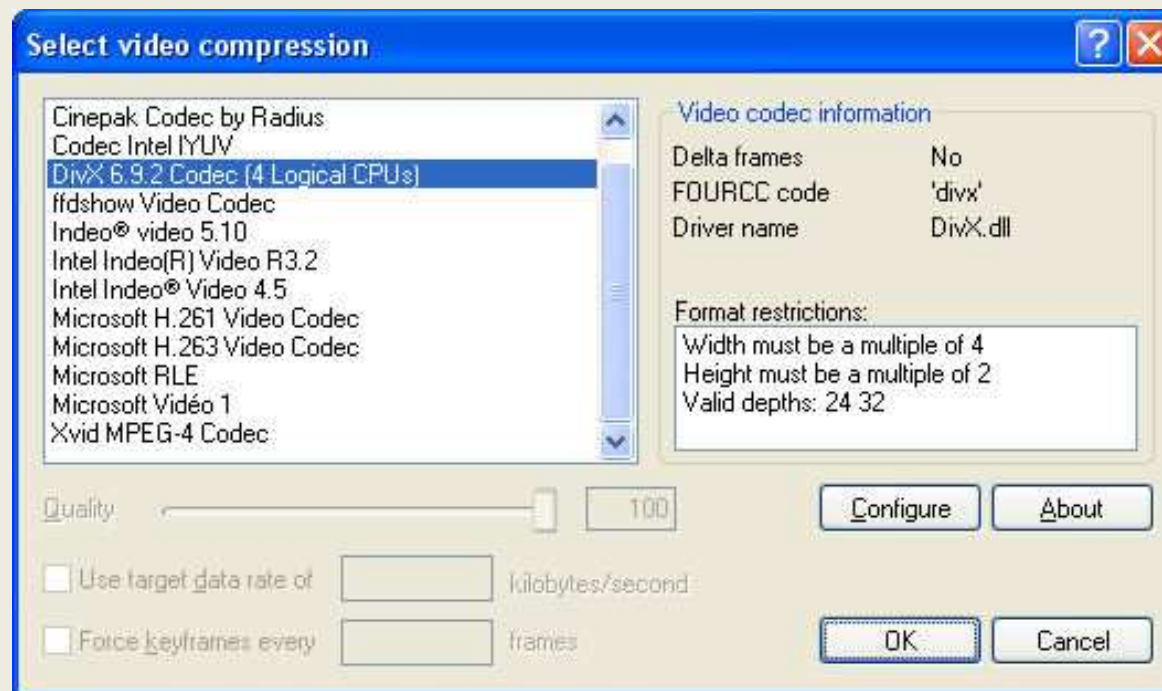 Select video compression
Cinepak Codec by Radius
Codec Intel IYUV
DivX 6.9.2 Codec (4 Logical CPUs)
ffdshow Video Codec
Indeo® video 5.10
Intel Indeo(R) Video R3.2
Intel Indeo® Video 4.5
Microsoft H.261 Video Codec
Microsoft H.263 Video Codec
Microsoft RLE
Microsoft Vidéo 1
Xvid MPEG-4 Codec
Video codec information
Delta frames No
FOURCC code 'divx'
Driver name DivX.dll
Format restrictions:
Width must be a multiple of 4
Height must be a multiple of 2
Valid depths: 24 32
Quality 100
Configure About
Use target data rate of kilobytes/second
Force keyframes every frames
OK Cancel